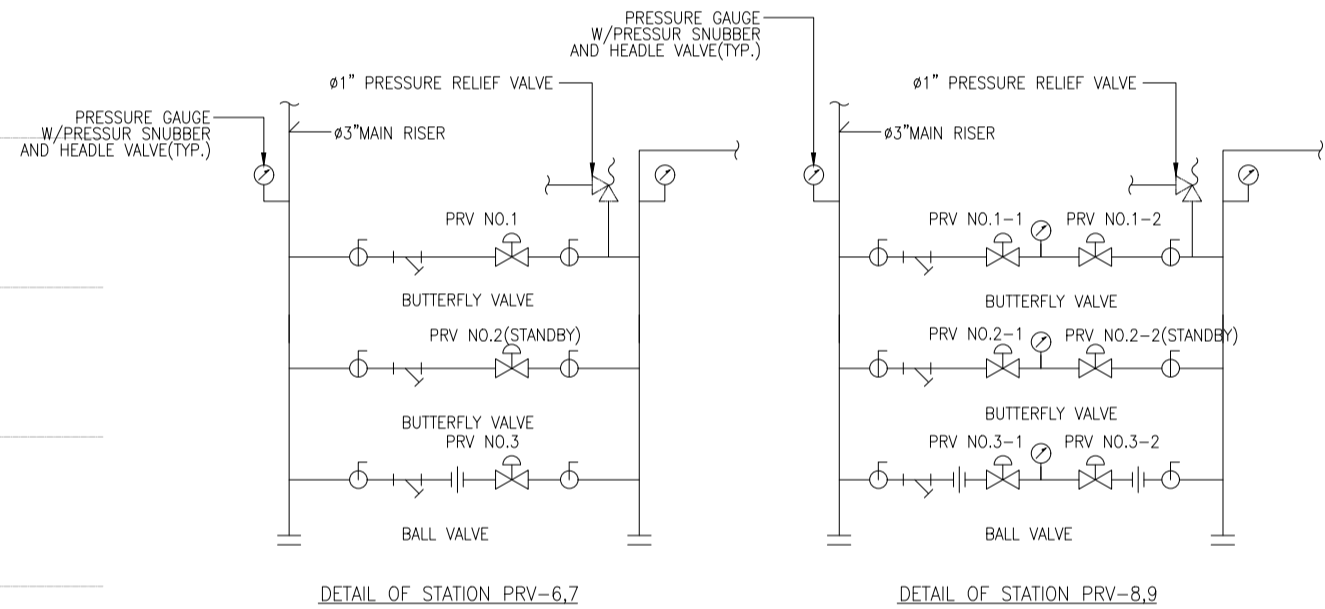 PRESSURE GAUGE
W/PRESSUR SNUBBER
AND HEADLE VALVE(TYP.)
ø1" PRESSURE RELIEF VALVE
ø3"MAIN RISER
PRV NO.1
BUTTERFLY VALVE
PRV NO.2(STANDBY)
BUTTERFLY VALVE
PRV NO.3
BALL VALVE
DETAIL OF STATION PRV-6,7
PRESSURE GAUGE
W/PRESSUR SNUBBER
AND HEADLE VALVE(TYP.)
ø1" PRESSURE RELIEF VALVE
ø3"MAIN RISER
PRV NO.1-1 PRV NO.1-2
BUTTERFLY VALVE
PRV NO.2-1 PRV NO.2-2(STANDBY)
BUTTERFLY VALVE
PRV NO.3-1 PRV NO.3-2
BALL VALVE
DETAIL OF STATION PRV-8,9